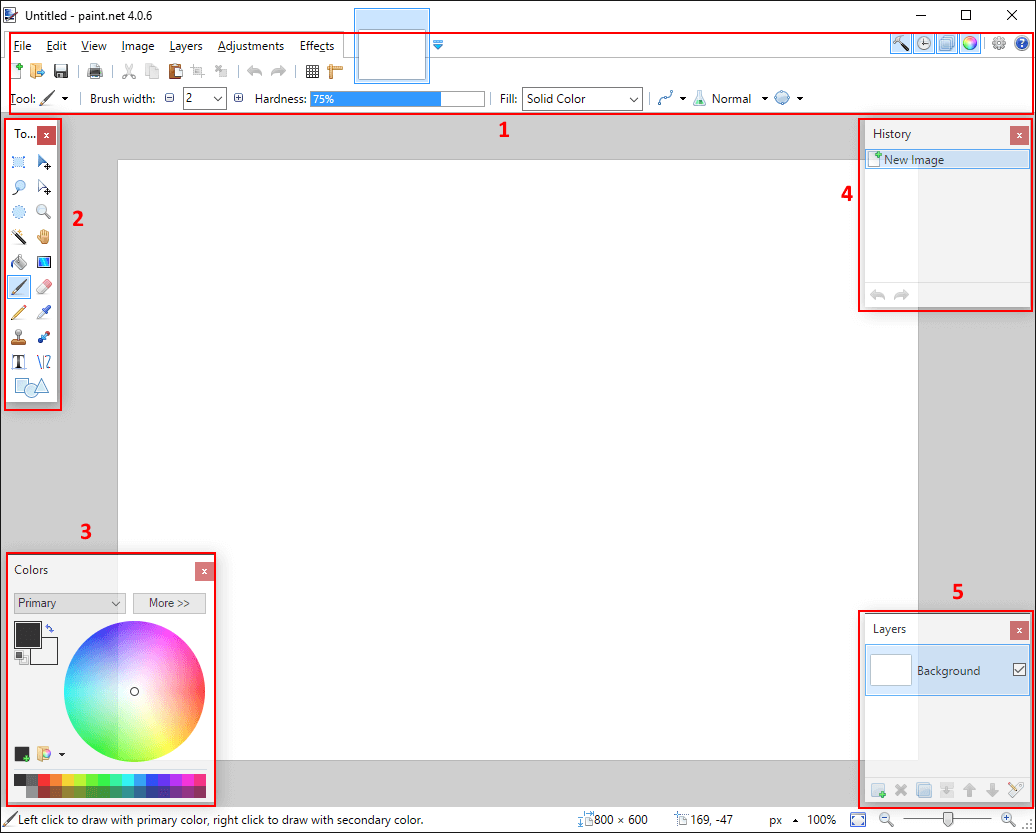 Untitled - paint.net 4.0.6
File Edit View Image Layers Adjustments Effects
Tool: Brush width: 2 Hardness: 75% Fill: Solid Color Normal
1
To...
History
New Image
4
2
3
Colors
Primary More >>
5
Layers
Background
Left click to draw with primary color, right click to draw with secondary color. 800 × 600 169, -47 px 100%